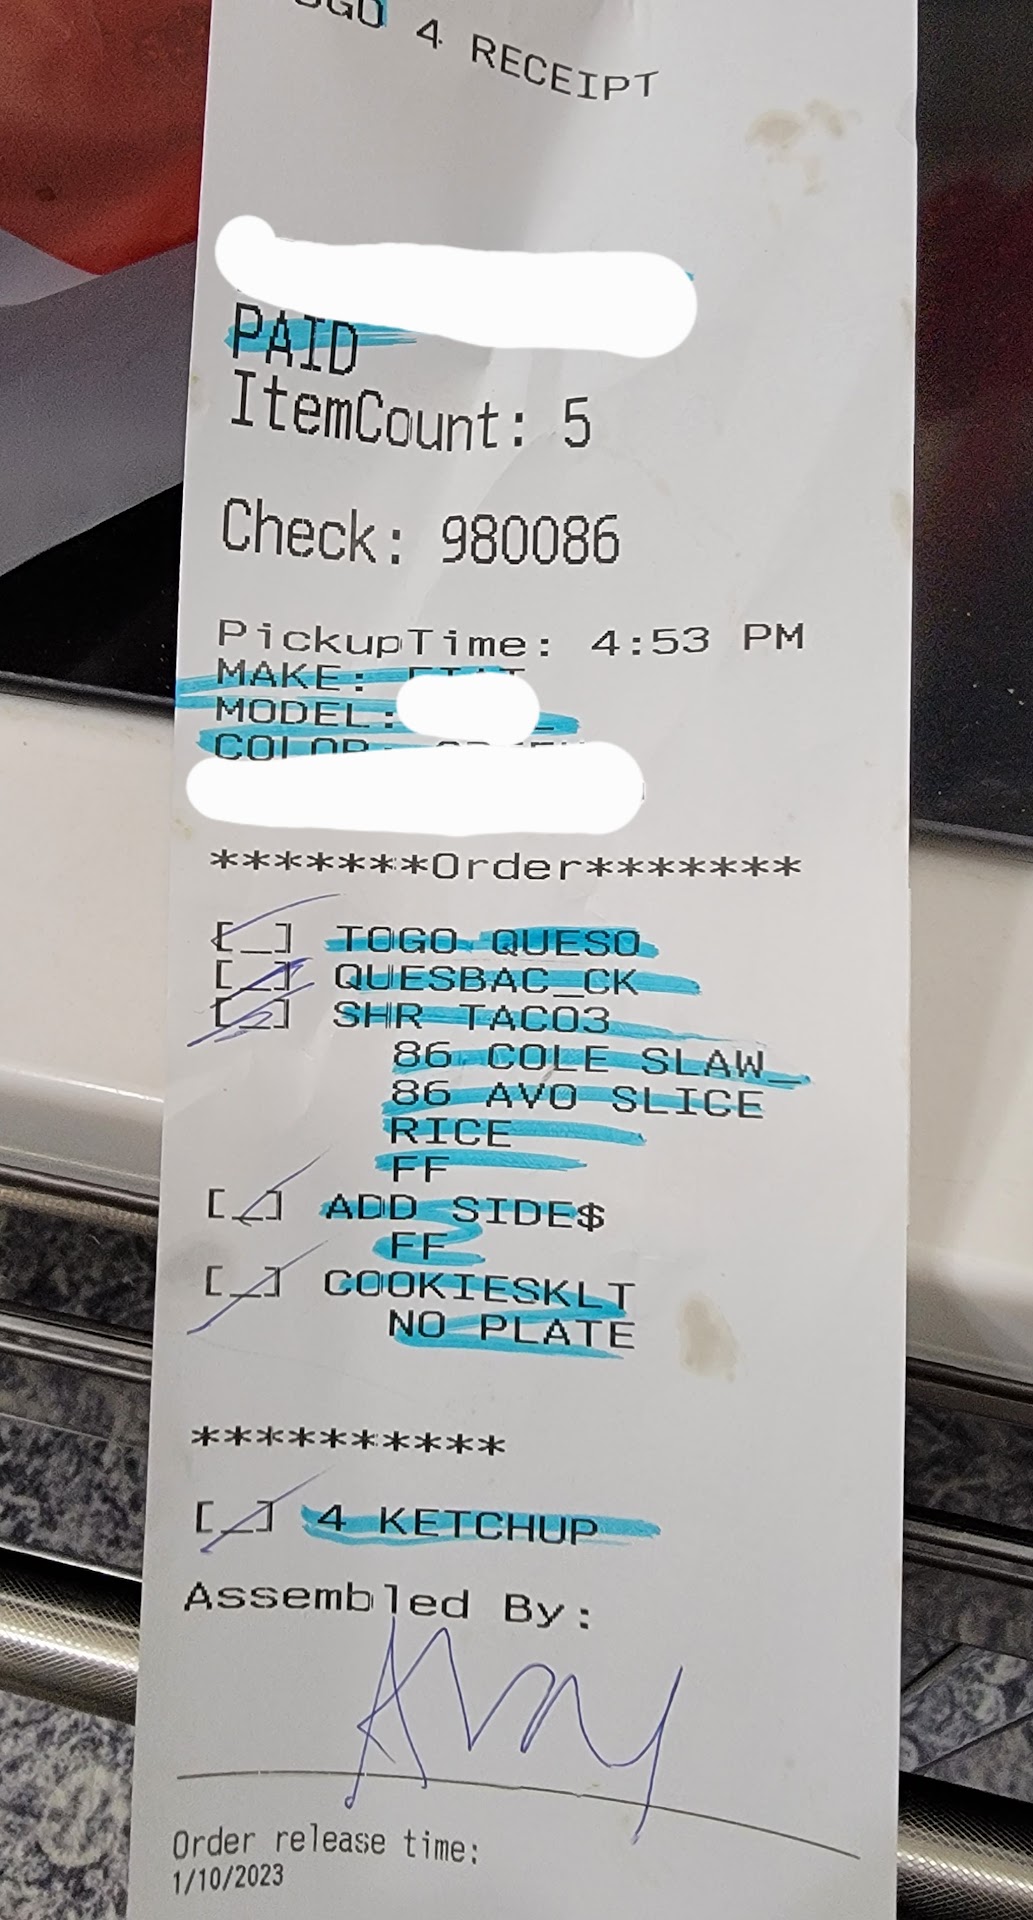 4 RECEIPT
PAID
ItemCount: 5
Check: 980086
PickupTime: 4:53 PM
MAKE:
MODEL:
COLOR:
*******Order*******
[_] TOGO QUESO
[_] QUESBAC_CK
[_] SHR TACO3
86 COLE SLAW_
86 AVO SLICE
RICE
FF
[_] ADD SIDE$
FF
[_] COOKIESKLT
NO PLATE
**********
[_] 4 KETCHUP
Assembled By:
Order release time:
1/10/2023